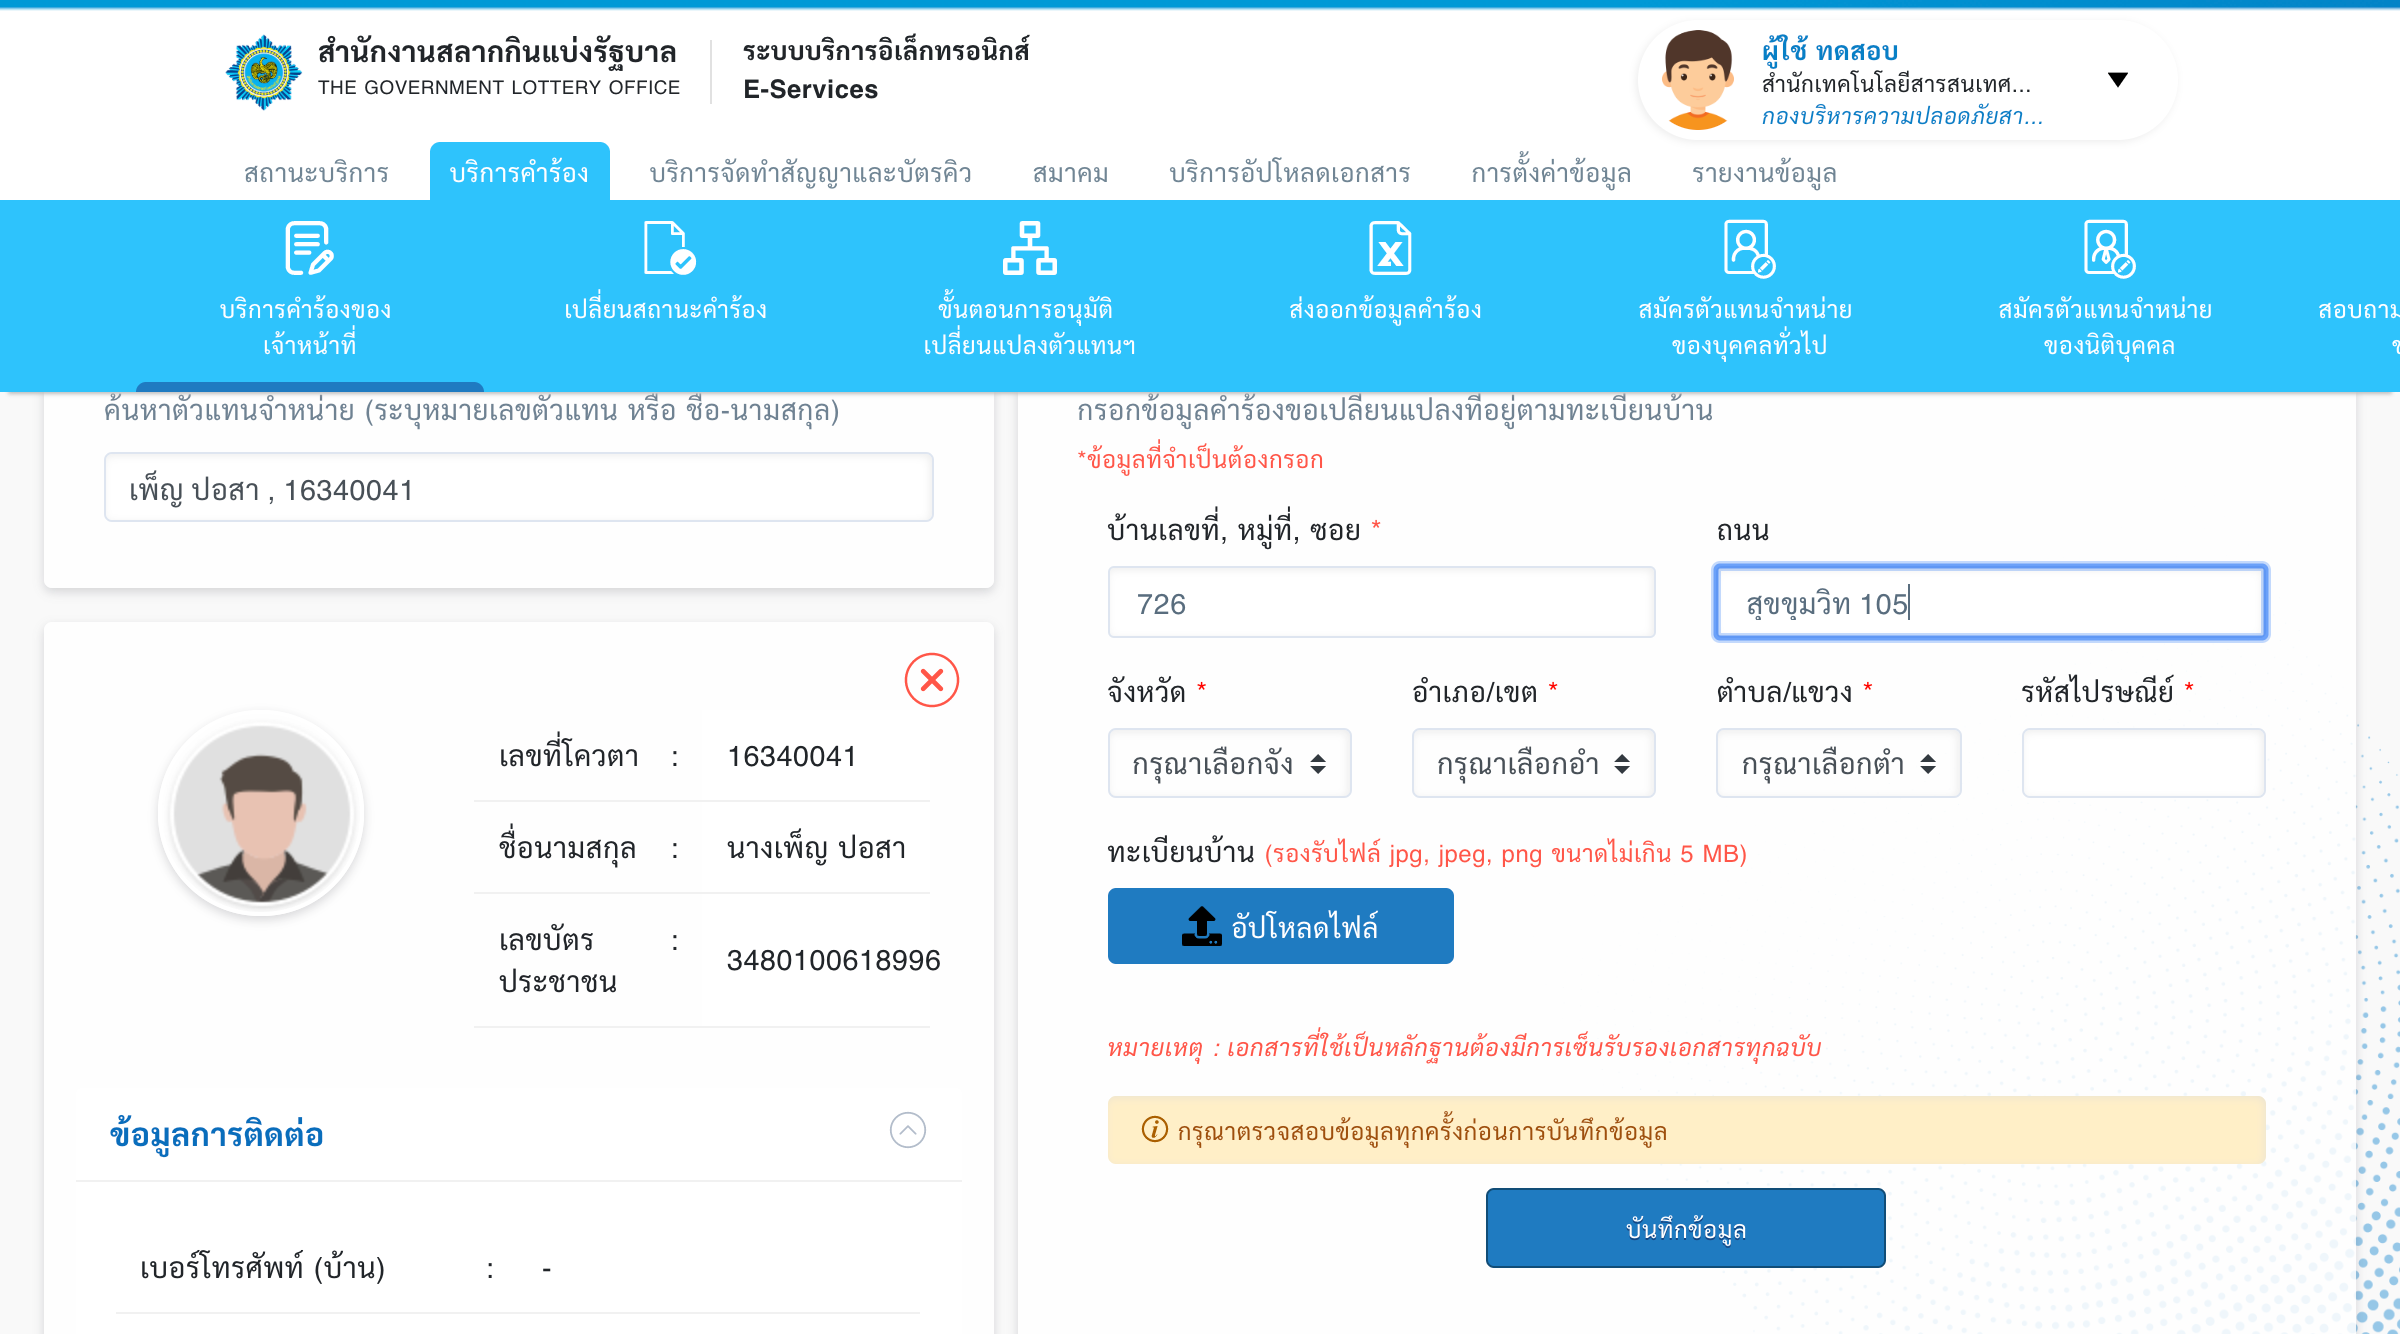 สำนักงานสลากกินแบ่งรัฐบาล
THE GOVERNMENT LOTTERY OFFICE
ระบบบริการอิเล็กทรอนิกส์
E-Services
ผู้ใช้ ทดสอบ
สำนักเทคโนโลยีสารสนเทศ...
กองบริหารความปลอดภัยสา...
สถานะบริการ
บริการคำร้อง
บริการจัดทำสัญญาและบัตรคิว
สมาคม
บริการอัปโหลดเอกสาร
การตั้งค่าข้อมูล
รายงานข้อมูล
บริการคำร้องของ
เจ้าหน้าที่
เปลี่ยนสถานะคำร้อง
ขั้นตอนการอนุมัติ
เปลี่ยนแปลงตัวแทนฯ
ส่งออกข้อมูลคำร้อง
สมัครตัวแทนจำหน่าย
ของบุคคลทั่วไป
สมัครตัวแทนจำหน่าย
ของนิติบุคคล
ค้นหาตัวแทนจำหน่าย (ระบุหมายเลขตัวแทน หรือ ชื่อ-นามสกุล)
เพ็ญ ปอสา , 16340041
เลขที่โควตา : 16340041
ชื่อนามสกุล : นางเพ็ญ ปอสา
เลขบัตร
ประชาชน : 3480100618996
ข้อมูลการติดต่อ
เบอร์โทรศัพท์ (บ้าน) : -
กรอกข้อมูลคำร้องขอเปลี่ยนแปลงที่อยู่ตามทะเบียนบ้าน
*ข้อมูลที่จำเป็นต้องกรอก
บ้านเลขที่, หมู่ที่, ซอย *
ถนน
726
สุขขุมวิท 105
จังหวัด *
อำเภอ/เขต *
ตำบล/แขวง *
รหัสไปรษณีย์ *
กรุณาเลือกจัง
กรุณาเลือกอำ
กรุณาเลือกตำ
ทะเบียนบ้าน (รองรับไฟล์ jpg, jpeg, png ขนาดไม่เกิน 5 MB)
อัปโหลดไฟล์
หมายเหตุ : เอกสารที่ใช้เป็นหลักฐานต้องมีการเซ็นรับรองเอกสารทุกฉบับ
กรุณาตรวจสอบข้อมูลทุกครั้งก่อนการบันทึกข้อมูล
บันทึกข้อมูล